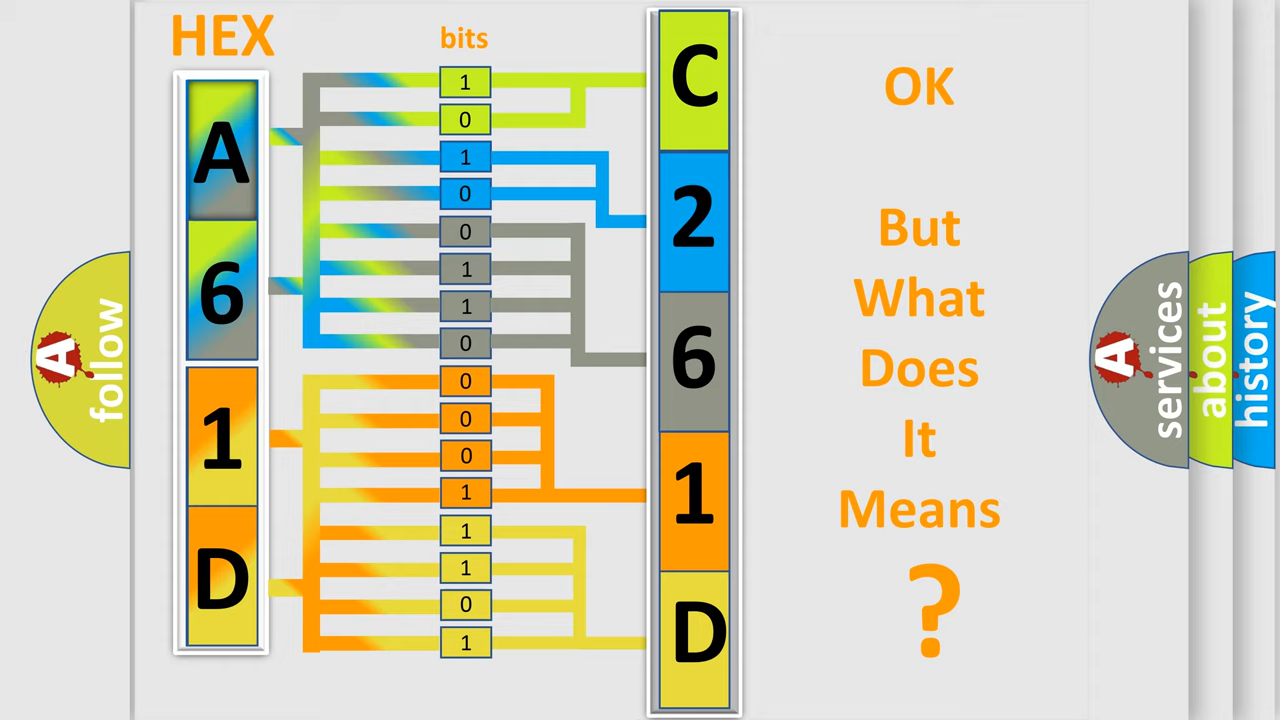 HEX
bits
A
6
1
D
1
0
1
0
0
1
1
0
0
0
0
1
1
1
0
1
C
2
6
1
D
OK
But
What
Does
It
Means
?
A
follow
A
services
about
history